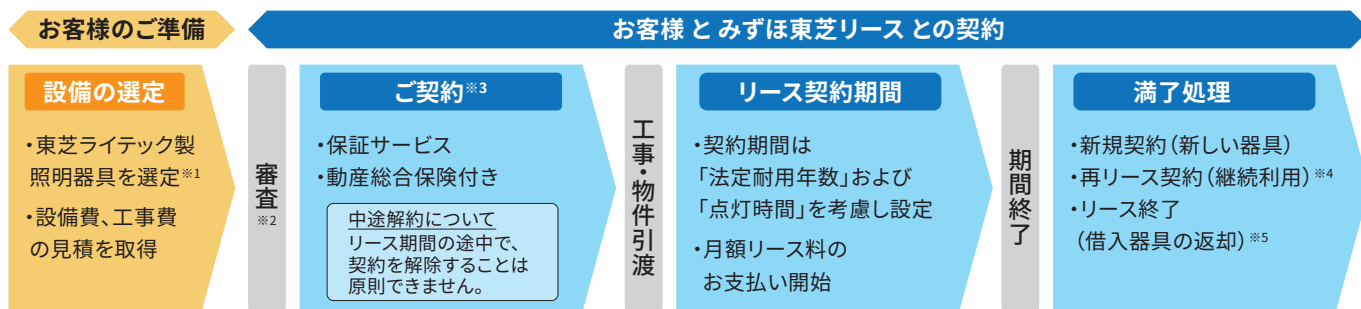 お客様のご準備
お客様 と みずほ東芝リース との契約
設備の選定
・東芝ライテック製
照明器具を選定※1
・設備費、工事費
の見積を取得
審査
※2
ご契約※3
・保証サービス
・動産総合保険付き
中途解約について
リース期間の途中で、
契約を解除することは
原則できません。
工事・物件引渡
リース契約期間
・契約期間は
「法定耐用年数」および
「点灯時間」を考慮し設定
・月額リース料の
お支払い開始
期間終了
満了処理
・新規契約(新しい器具)
・再リース契約(継続利用)※4
・リース終了
(借入器具の返却)※5